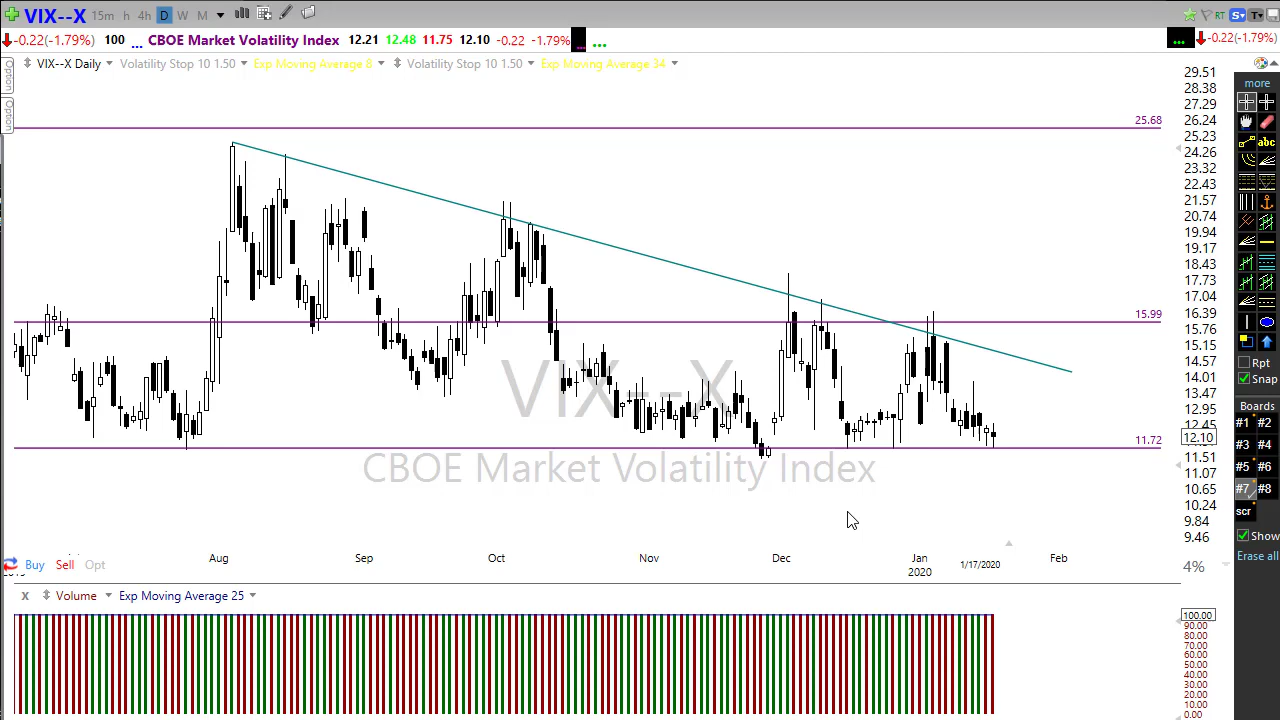 VIX--X 15m h 4h D W M RT S T
-0.22(-1.79%) 100 ... CBOE Market Volatility Index 12.21 12.48 11.75 12.10 -0.22 -1.79% ... ... -0.22(-1.79%)
VIX--X Daily Volatility Stop 10 1.50 Exp Moving Average 8 Volatility Stop 10 1.50 Exp Moving Average 34
Option
Option
29.51
28.38
27.29
26.24
25.23
24.26
23.32
22.43
21.57
20.74
19.94
19.17
18.43
17.73
17.04
16.39
15.76
15.15
14.57
14.01
13.47
12.95
12.45
12.10
11.51
11.07
10.65
10.24
9.84
9.46
25.68
15.99
11.72
VIX--X
CBOE Market Volatility Index
Aug Sep Oct Nov Dec Jan Feb
2020 1/17/2020
Buy Sell Opt
4%
X Volume Exp Moving Average 25
100.00
90.00
80.00
70.00
60.00
50.00
40.00
30.00
20.00
10.00
0.00
more
abc
Rpt
Snap
Boards
#1 #2
#3 #4
#5 #6
#7 #8
scr
Show
Erase all